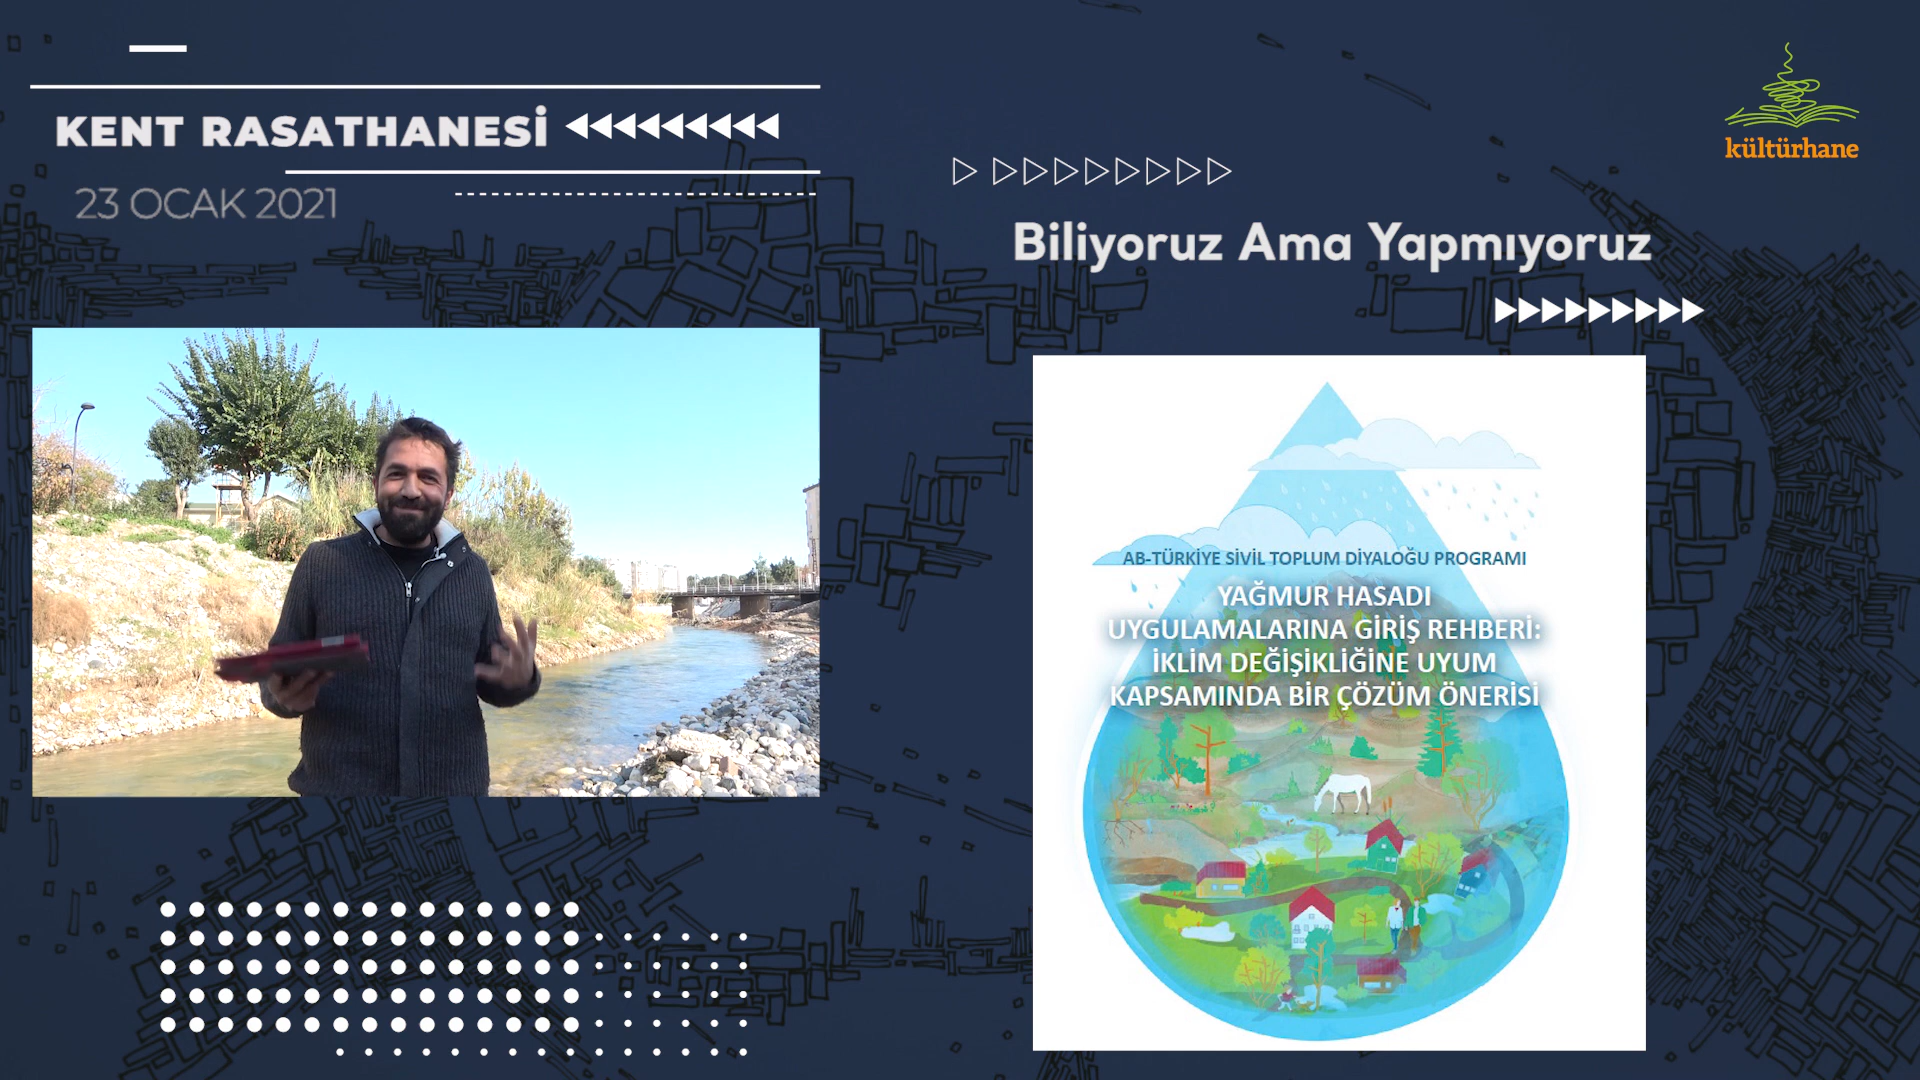 KENT RASATHANESİ
23 OCAK 2021
kültürhane
Biliyoruz Ama Yapmıyoruz
AB-TÜRKİYE SİVİL TOPLUM DİYALOĞU PROGRAMI
YAĞMUR HASADI
UYGULAMALARINA GİRİŞ REHBERİ:
İKLİM DEĞİŞİKLİĞİNE UYUM
KAPSAMINDA BİR ÇÖZÜM ÖNERİSİ